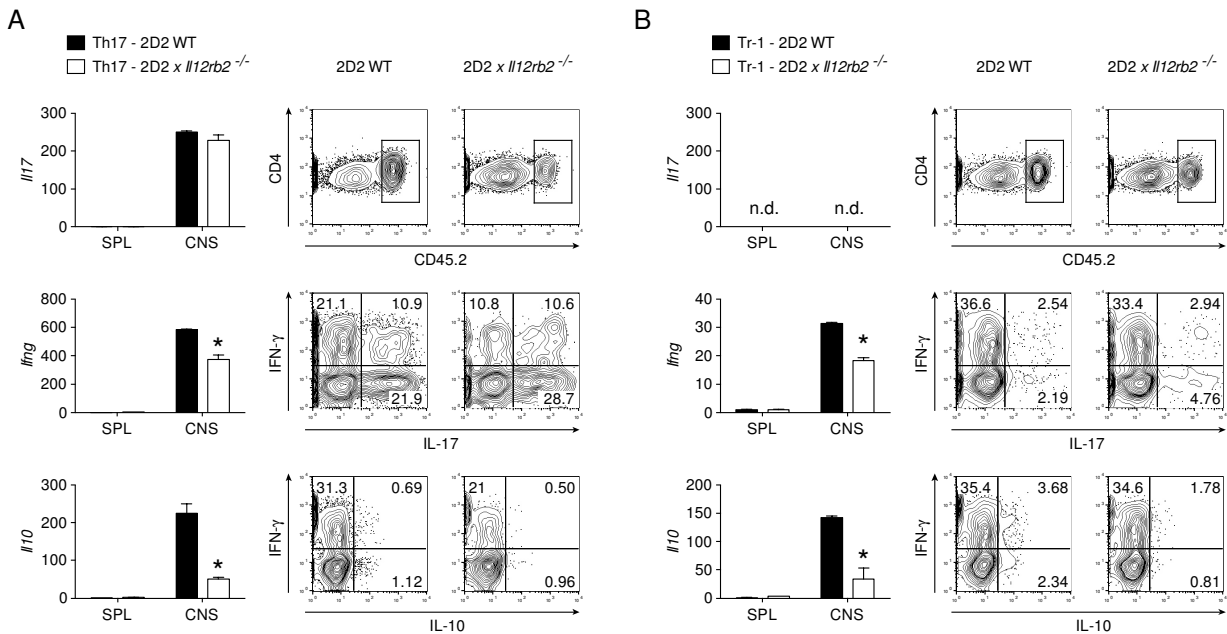 A
Th17 - 2D2 WT
Th17 - 2D2 x Il12rb2 -/-
2D2 WT
2D2 x Il12rb2 -/-
Il17
300
200
100
0
SPL
CNS
CD4
CD45.2
Ifng
800
600
400
200
0
*
SPL
CNS
IFN-γ
21.1
10.9
21.9
10.8
10.6
28.7
IL-17
Il10
300
200
100
0
*
SPL
CNS
IFN-γ
31.3
0.69
1.12
21
0.50
0.96
IL-10
B
Tr-1 - 2D2 WT
Tr-1 - 2D2 x Il12rb2 -/-
2D2 WT
2D2 x Il12rb2 -/-
Il17
300
200
100
0
n.d.
n.d.
SPL
CNS
CD4
CD45.2
Ifng
40
30
20
10
0
*
SPL
CNS
IFN-γ
36.6
2.54
2.19
33.4
2.94
4.76
IL-17
Il10
200
150
100
50
0
*
SPL
CNS
IFN-γ
35.4
3.68
2.34
34.6
1.78
0.81
IL-10